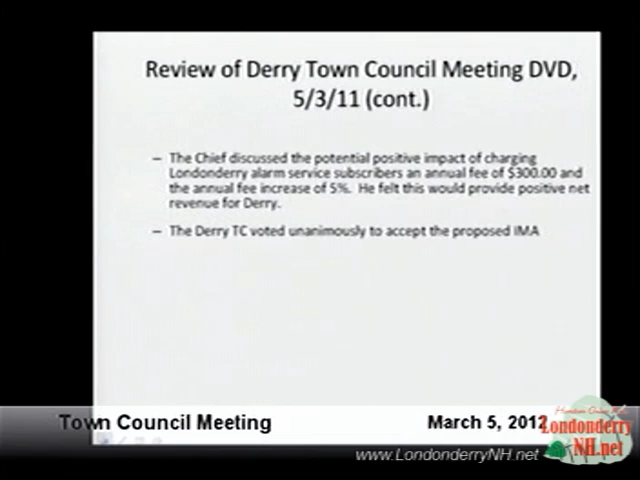 Review of Derry Town Council Meeting DVD,
5/3/11 (cont.)
– The Chief discussed the potential positive impact of charging
Londonderry alarm service subscribers an annual fee of $300.00 and
the annual fee increase of 5%. He felt this would provide positive net
revenue for Derry.
– The Derry TC voted unanimously to accept the proposed IMA
Town Council Meeting
March 5, 2012
Londonderry
NH.net
www.LondonderryNH.net